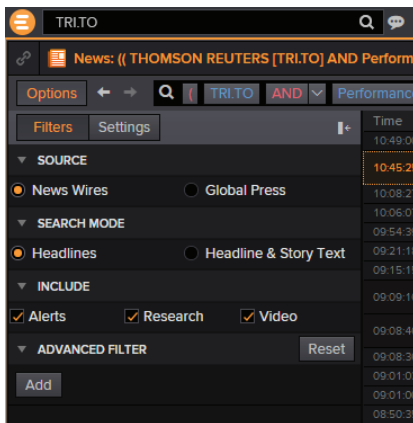 TRI.TO
News: (( THOMSON REUTERS [TRI.TO] AND Perform
Options ( TRI.TO AND Performanc
Filters Settings Time
10:49:0
SOURCE
10:45:2
News Wires Global Press
10:08:2
10:06:0
SEARCH MODE
09:54:3
Headlines Headline & Story Text
09:21:1
09:15:1
INCLUDE
09:09:1
Alerts Research Video
09:08:4
ADVANCED FILTER Reset
09:08:3
09:01:0
Add
09:01:0
08:50:3